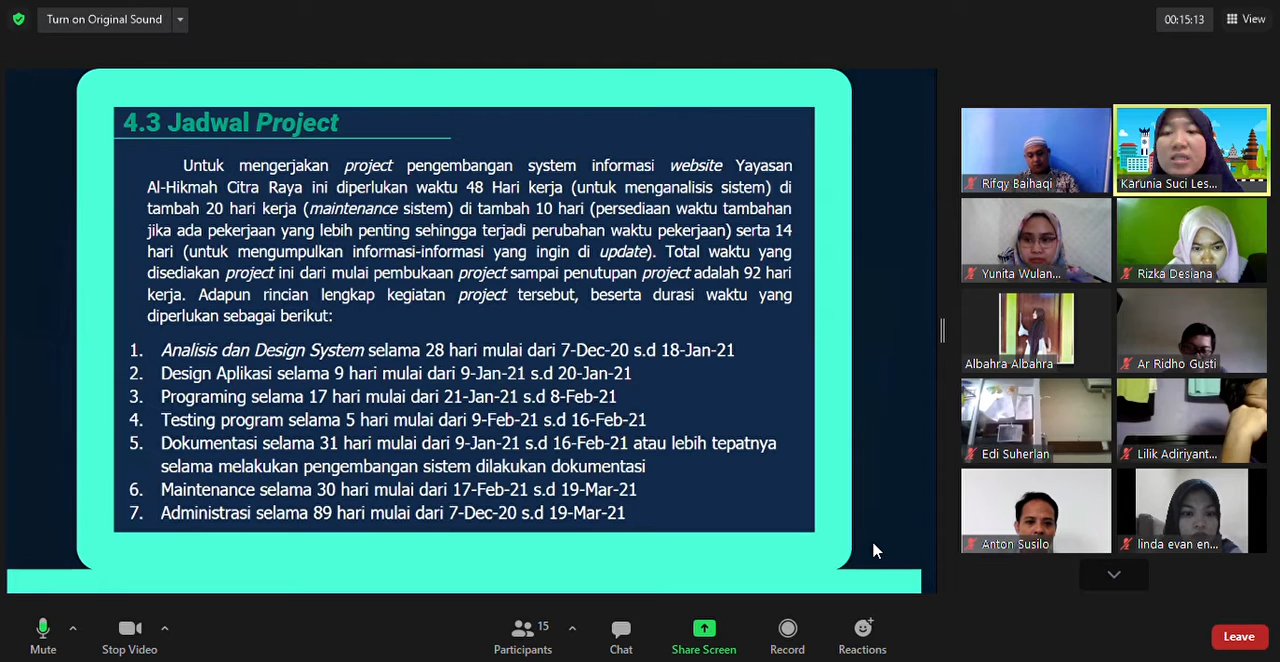 Turn on Original Sound
00:15:13
View
4.3 Jadwal Project
Untuk mengerjakan project pengembangan system informasi website Yayasan
Al-Hikmah Citra Raya ini diperlukan waktu 48 Hari kerja (untuk menganalisis sistem) di
tambah 20 hari kerja (maintenance sistem) di tambah 10 hari (persediaan waktu tambahan
jika ada pekerjaan yang lebih penting sehingga terjadi perubahan waktu pekerjaan) serta 14
hari (untuk mengumpulkan informasi-informasi yang ingin di update). Total waktu yang
disediakan project ini dari mulai pembukaan project sampai penutupan project adalah 92 hari
kerja. Adapun rincian lengkap kegiatan project tersebut, beserta durasi waktu yang
diperlukan sebagai berikut:
1. Analisis dan Design System selama 28 hari mulai dari 7-Dec-20 s.d 18-Jan-21
2. Design Aplikasi selama 9 hari mulai dari 9-Jan-21 s.d 20-Jan-21
3. Programing selama 17 hari mulai dari 21-Jan-21 s.d 8-Feb-21
4. Testing program selama 5 hari mulai dari 9-Feb-21 s.d 16-Feb-21
5. Dokumentasi selama 31 hari mulai dari 9-Jan-21 s.d 16-Feb-21 atau lebih tepatnya
selama melakukan pengembangan sistem dilakukan dokumentasi
6. Maintenance selama 30 hari mulai dari 17-Feb-21 s.d 19-Mar-21
7. Administrasi selama 89 hari mulai dari 7-Dec-20 s.d 19-Mar-21
Rifqy Baihaqi
Karunia Suci Les...
Yunita Wulan...
Rizka Desiana
Albahra Albahra
Ar Ridho Gusti
Edi Suherlan
Lilik Adiriyant...
Anton Susilo
linda evan en...
Mute
Stop Video
Participants
15
Chat
Share Screen
Record
Reactions
Leave